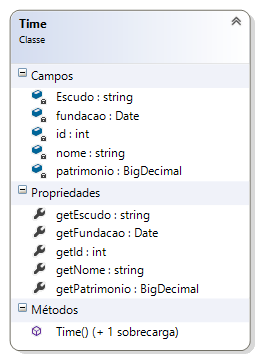 Time
Classe
Campos
Escudo : string
fundacao : Date
id : int
nome : string
patrimonio : BigDecimal
Propriedades
getEscudo : string
getFundacao : Date
getId : int
getNome : string
getPatrimonio : BigDecimal
Métodos
Time() (+ 1 sobrecarga)